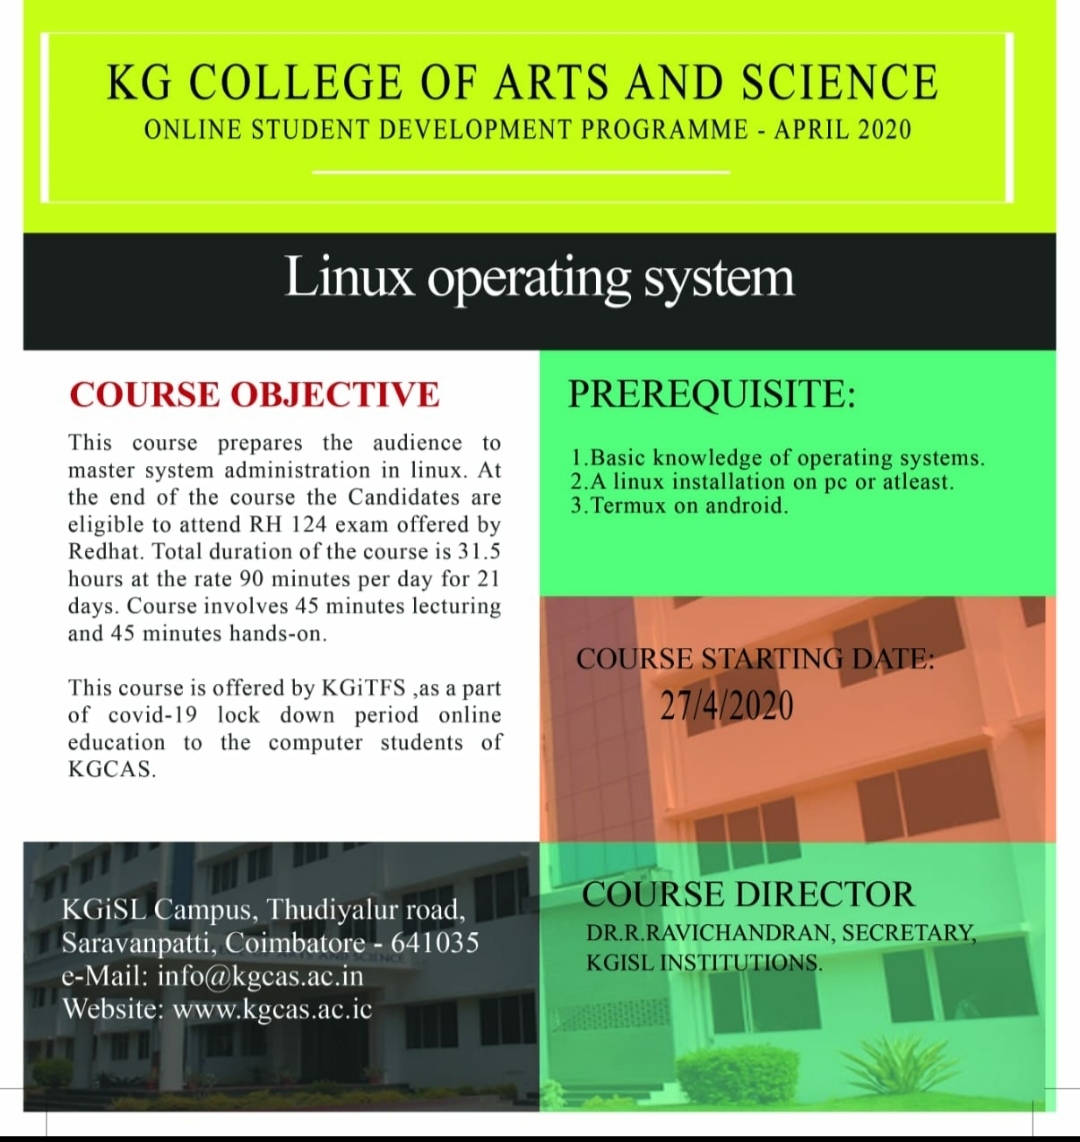 KG COLLEGE OF ARTS AND SCIENCE
ONLINE STUDENT DEVELOPMENT PROGRAMME - APRIL 2020
Linux operating system
COURSE OBJECTIVE
This course prepares the audience to
master system administration in linux. At
the end of the course the Candidates are
eligible to attend RH 124 exam offered by
Redhat. Total duration of the course is 31.5
hours at the rate 90 minutes per day for 21
days. Course involves 45 minutes lecturing
and 45 minutes hands-on.
This course is offered by KGiTFS ,as a part
of covid-19 lock down period online
education to the computer students of
KGCAS.
PREREQUISITE:
1.Basic knowledge of operating systems.
2.A linux installation on pc or atleast.
3.Termux on android.
COURSE STARTING DATE:
27/4/2020
KGiSL Campus, Thudiyalur road,
Saravanpatti, Coimbatore - 641035
e-Mail: info@kgcas.ac.in
Website: www.kgcas.ac.ic
COURSE DIRECTOR
DR.R.RAVICHANDRAN, SECRETARY,
KGISL INSTITUTIONS.